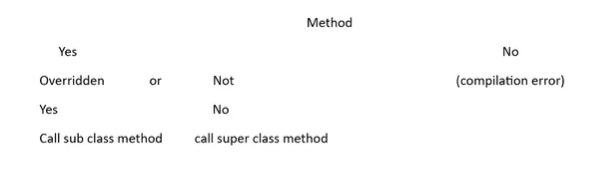 Method
Yes No
Overridden or Not (compilation error)
Yes No
Call sub class method call super class method